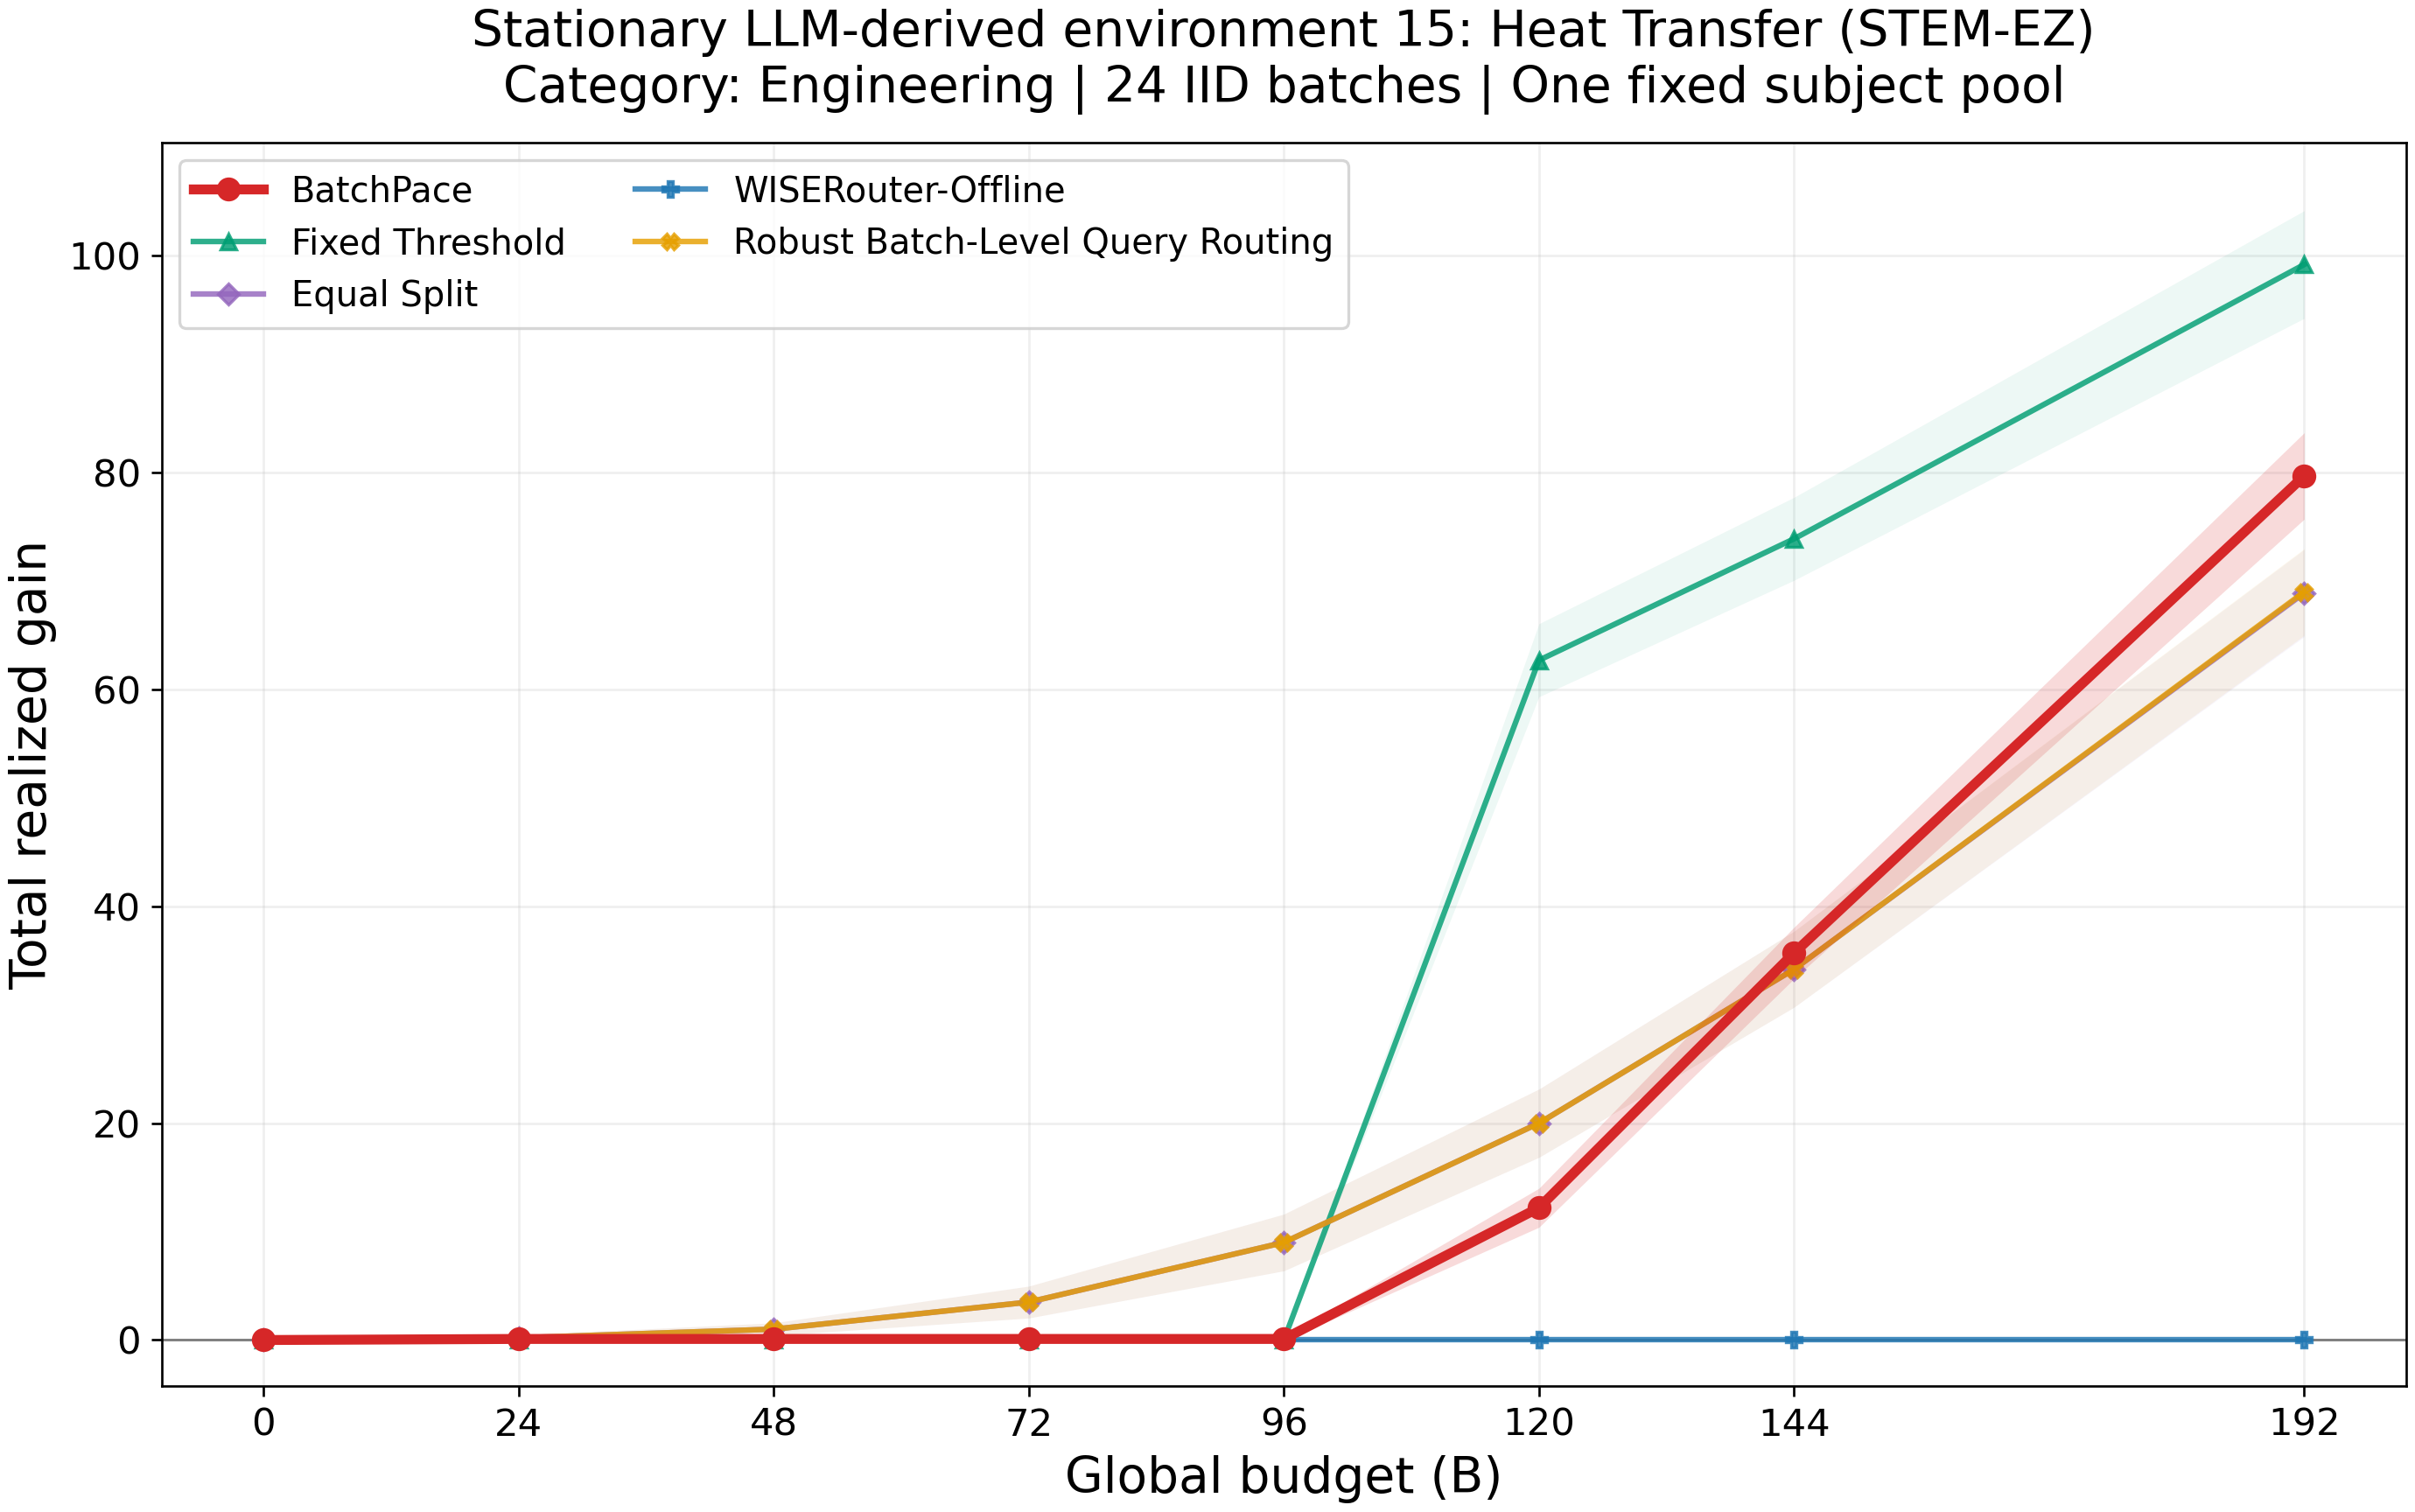 Stationary LLM-derived environment 15: Heat Transfer (STEM-EZ)
Category: Engineering | 24 IID batches | One fixed subject pool
BatchPace
Fixed Threshold
Equal Split
WISERouter-Offline
Robust Batch-Level Query Routing
Total realized gain
100
80
60
40
20
0
0 24 48 72 96 120 144 192
Global budget (B)